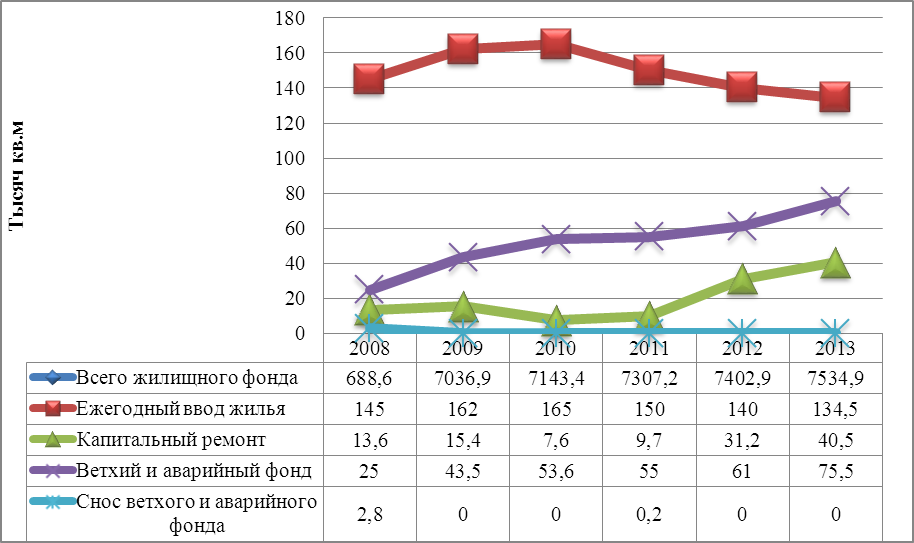 Тысяч кв.м
180
160
140
120
100
80
60
40
20
0
2008 2009 2010 2011 2012 2013
Всего жилищного фонда 688,6 7036,9 7143,4 7307,2 7402,9 7534,9
Ежегодный ввод жилья 145 162 165 150 140 134,5
Капитальный ремонт 13,6 15,4 7,6 9,7 31,2 40,5
Ветхий и аварийный фонд 25 43,5 53,6 55 61 75,5
Снос ветхого и аварийного
фонда 2,8 0 0 0,2 0 0